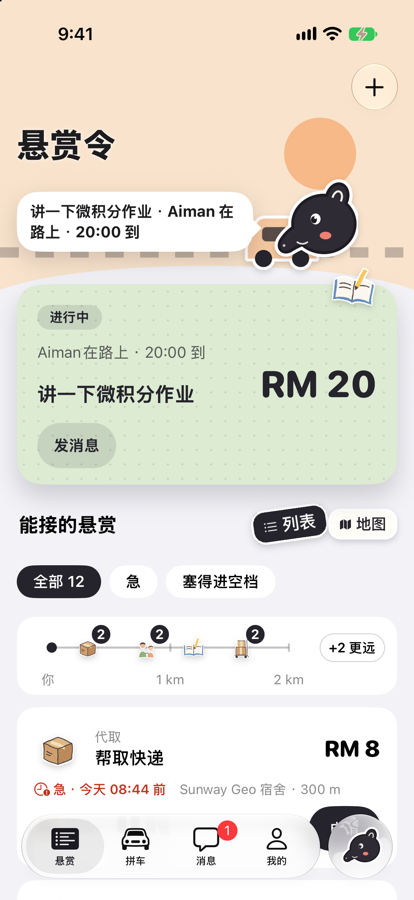 9:41
悬赏令
讲一下微积分作业 · Aiman 在
路上 · 20:00 到
进行中
Aiman在路上 · 20:00 到
讲一下微积分作业
RM 20
发消息
能接的悬赏
列表
地图
全部 12
急
塞得进空档
2
2
2
+2 更远
你
1 km
2 km
代取
帮取快递
RM 8
急 · 今天 08:44 前
Sunway Geo 宿舍 · 300 m
悬赏
拼车
消息
1
我的